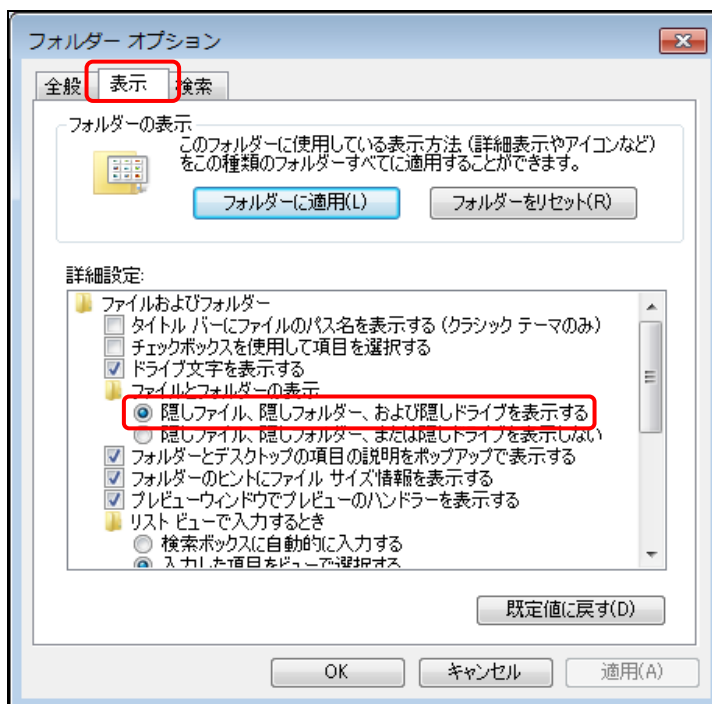 フォルダー オプション
全般
表示
検索
フォルダーの表示
このフォルダーに使用している表示方法 (詳細表示やアイコンなど)
をこの種類のフォルダーすべてに適用することができます。
フォルダーに適用(L)
フォルダーをリセット(R)
詳細設定:
ファイルおよびフォルダー
タイトル バーにファイルのパス名を表示する (クラシック テーマのみ)
チェックボックスを使用して項目を選択する
ドライブ文字を表示する
ファイルとフォルダーの表示
隠しファイル、隠しフォルダー、および隠しドライブを表示する
隠しファイル、隠しフォルダー、または隠しドライブを表示しない
フォルダーとデスクトップの項目の説明をポップアップで表示する
フォルダーのヒントにファイル サイズ情報を表示する
プレビューウィンドウでプレビューのハンドラーを表示する
リスト ビューで入力するとき
検索ボックスに自動的に入力する
入力した項目をビューで選択する
既定値に戻す(D)
OK
キャンセル
適用(A)